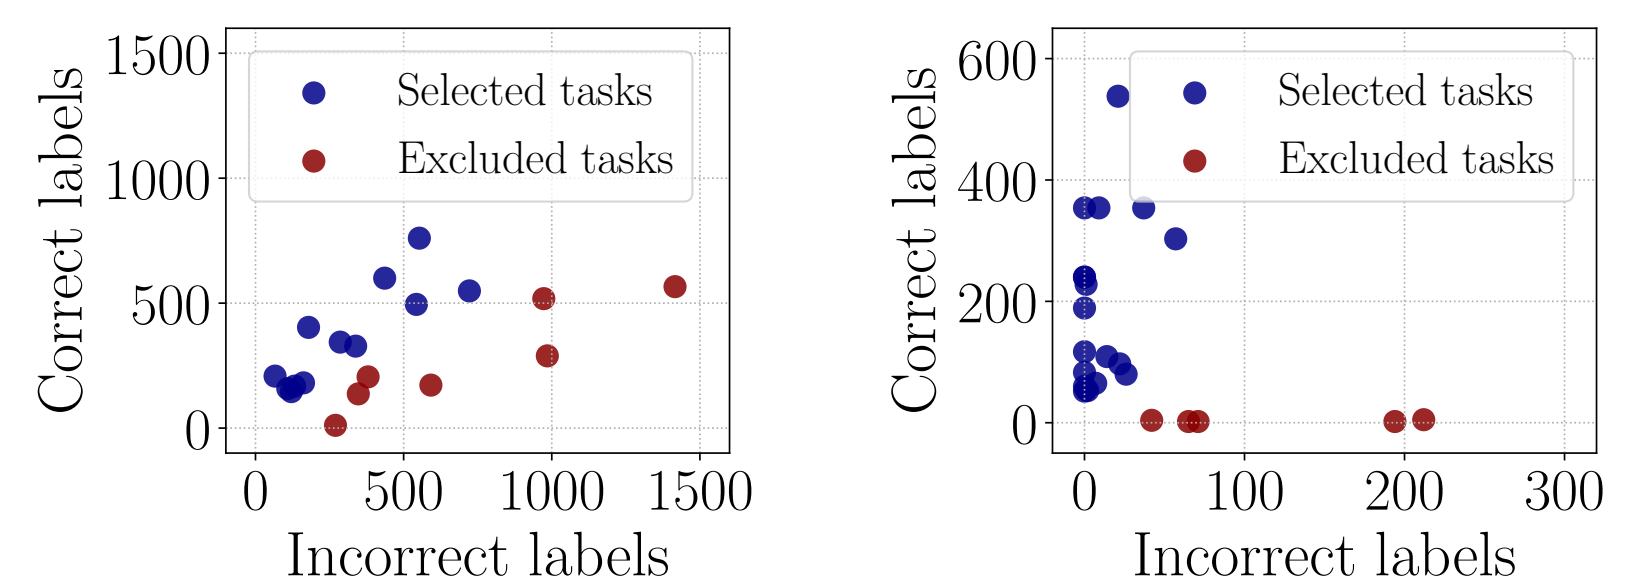 1500
1000
500
0
Correct labels
Selected tasks
Excluded tasks
0 500 1000 1500
Incorrect labels
600
400
200
0
Correct labels
Selected tasks
Excluded tasks
0 100 200 300
Incorrect labels